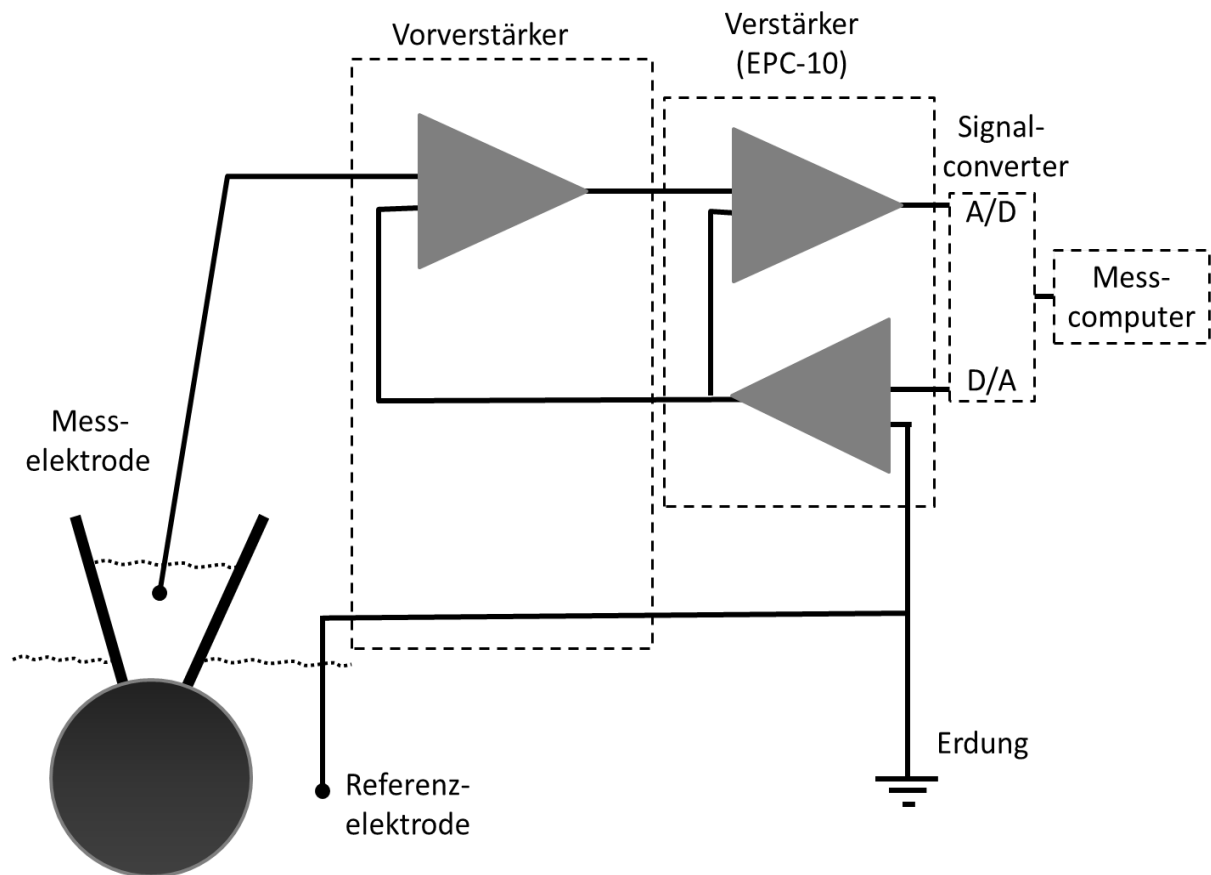 Vorverstärker
Verstärker
(EPC-10)
Signal-
converter
A/D
Mess-
computer
D/A
Mess-
elektrode
Erdung
Referenz-
elektrode